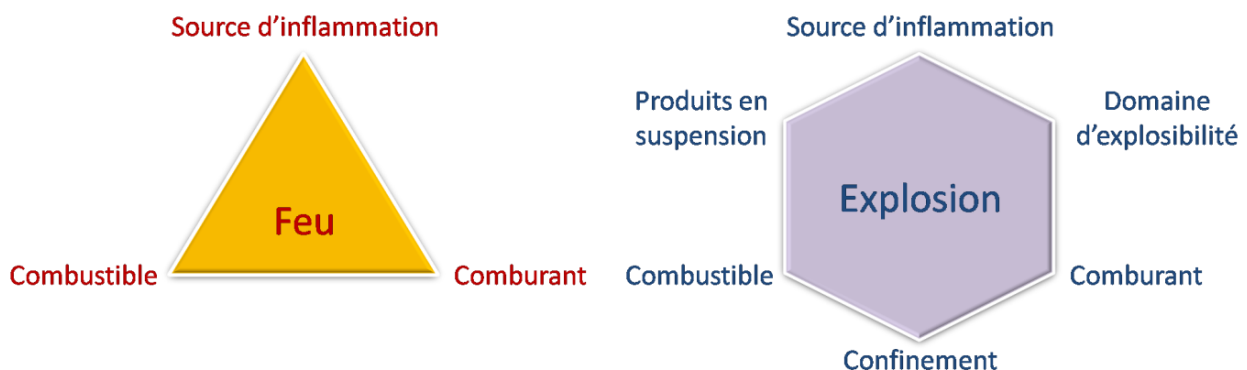 Source d’inflammation
Feu
Combustible
Comburant
Source d’inflammation
Produits en
suspension
Domaine
d’explosibilité
Explosion
Combustible
Comburant
Confinement